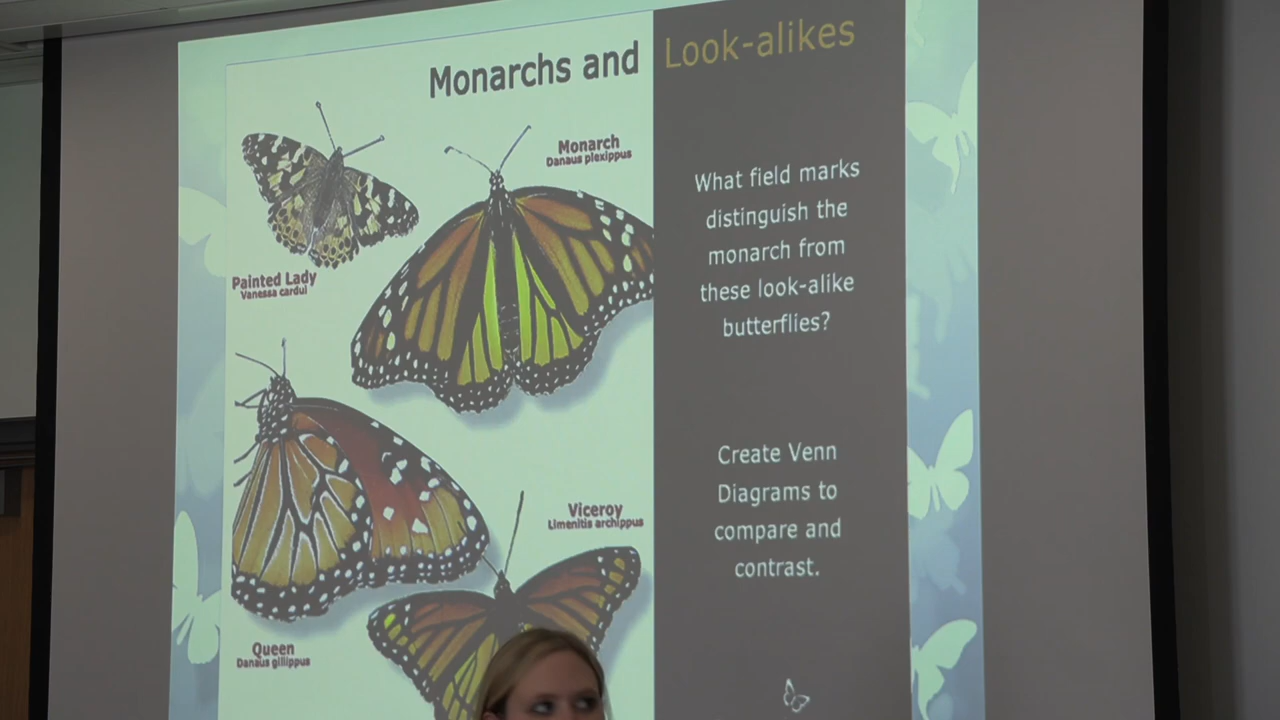 Monarchs and Look-alikes
Monarch
Danaus plexippus
Painted Lady
Vanessa cardui
Queen
Danaus gilippus
Viceroy
Limenitis archippus
What field marks
distinguish the
monarch from
these look-alike
butterflies?
Create Venn
Diagrams to
compare and
contrast.